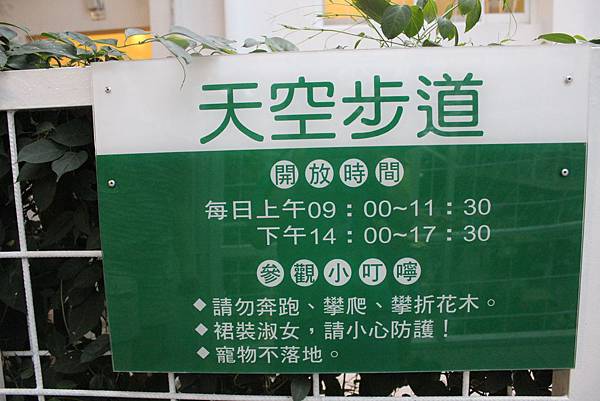 天空步道
開放時間
每日上午09：00~11：30
下午14：00~17：30
參觀小叮嚀
◆請勿奔跑、攀爬、攀折花木。
◆裙裝淑女，請小心防護！
◆寵物不落地。